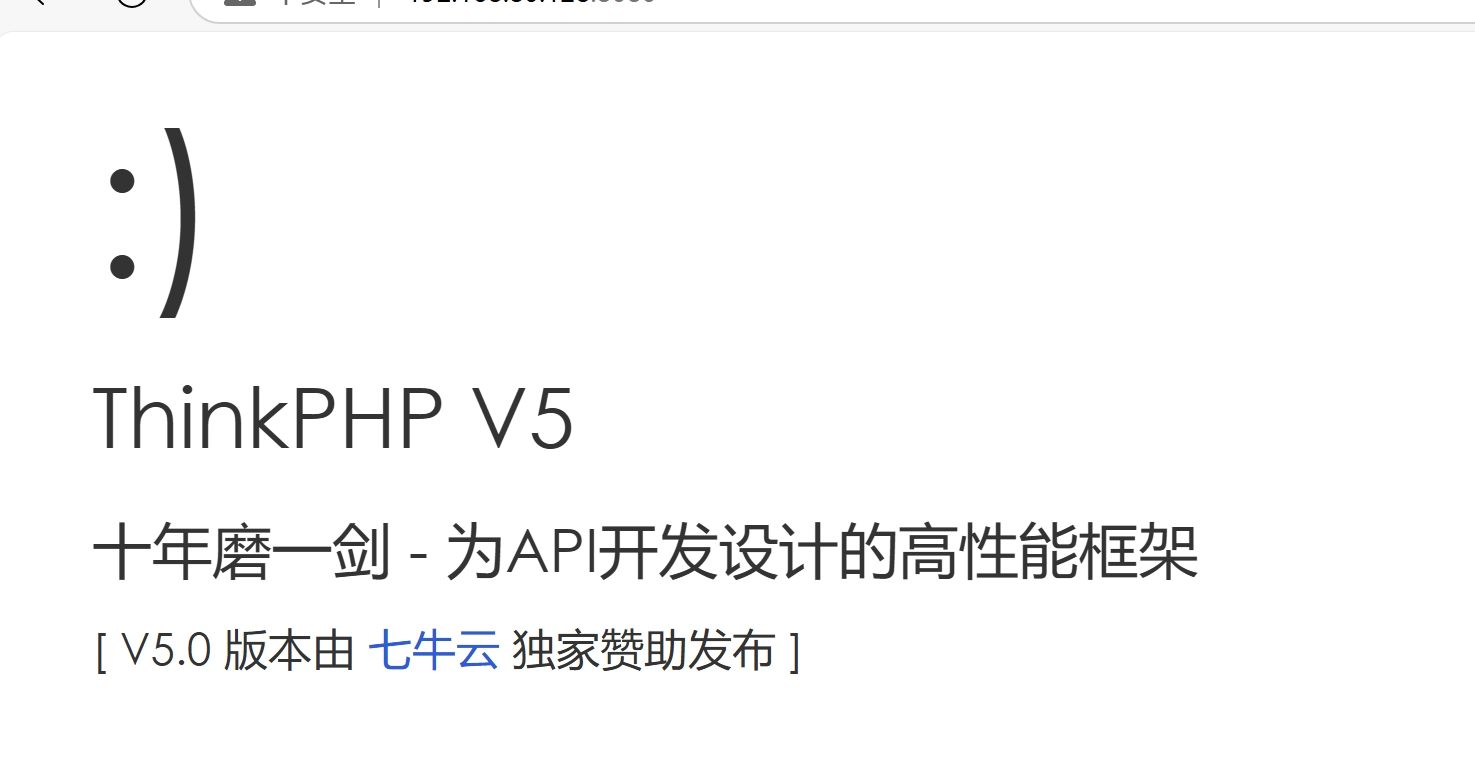 :)
ThinkPHP V5
十年磨一剑 - 为API开发设计的高性能框架
[ V5.0 版本由 七牛云 独家赞助发布 ]